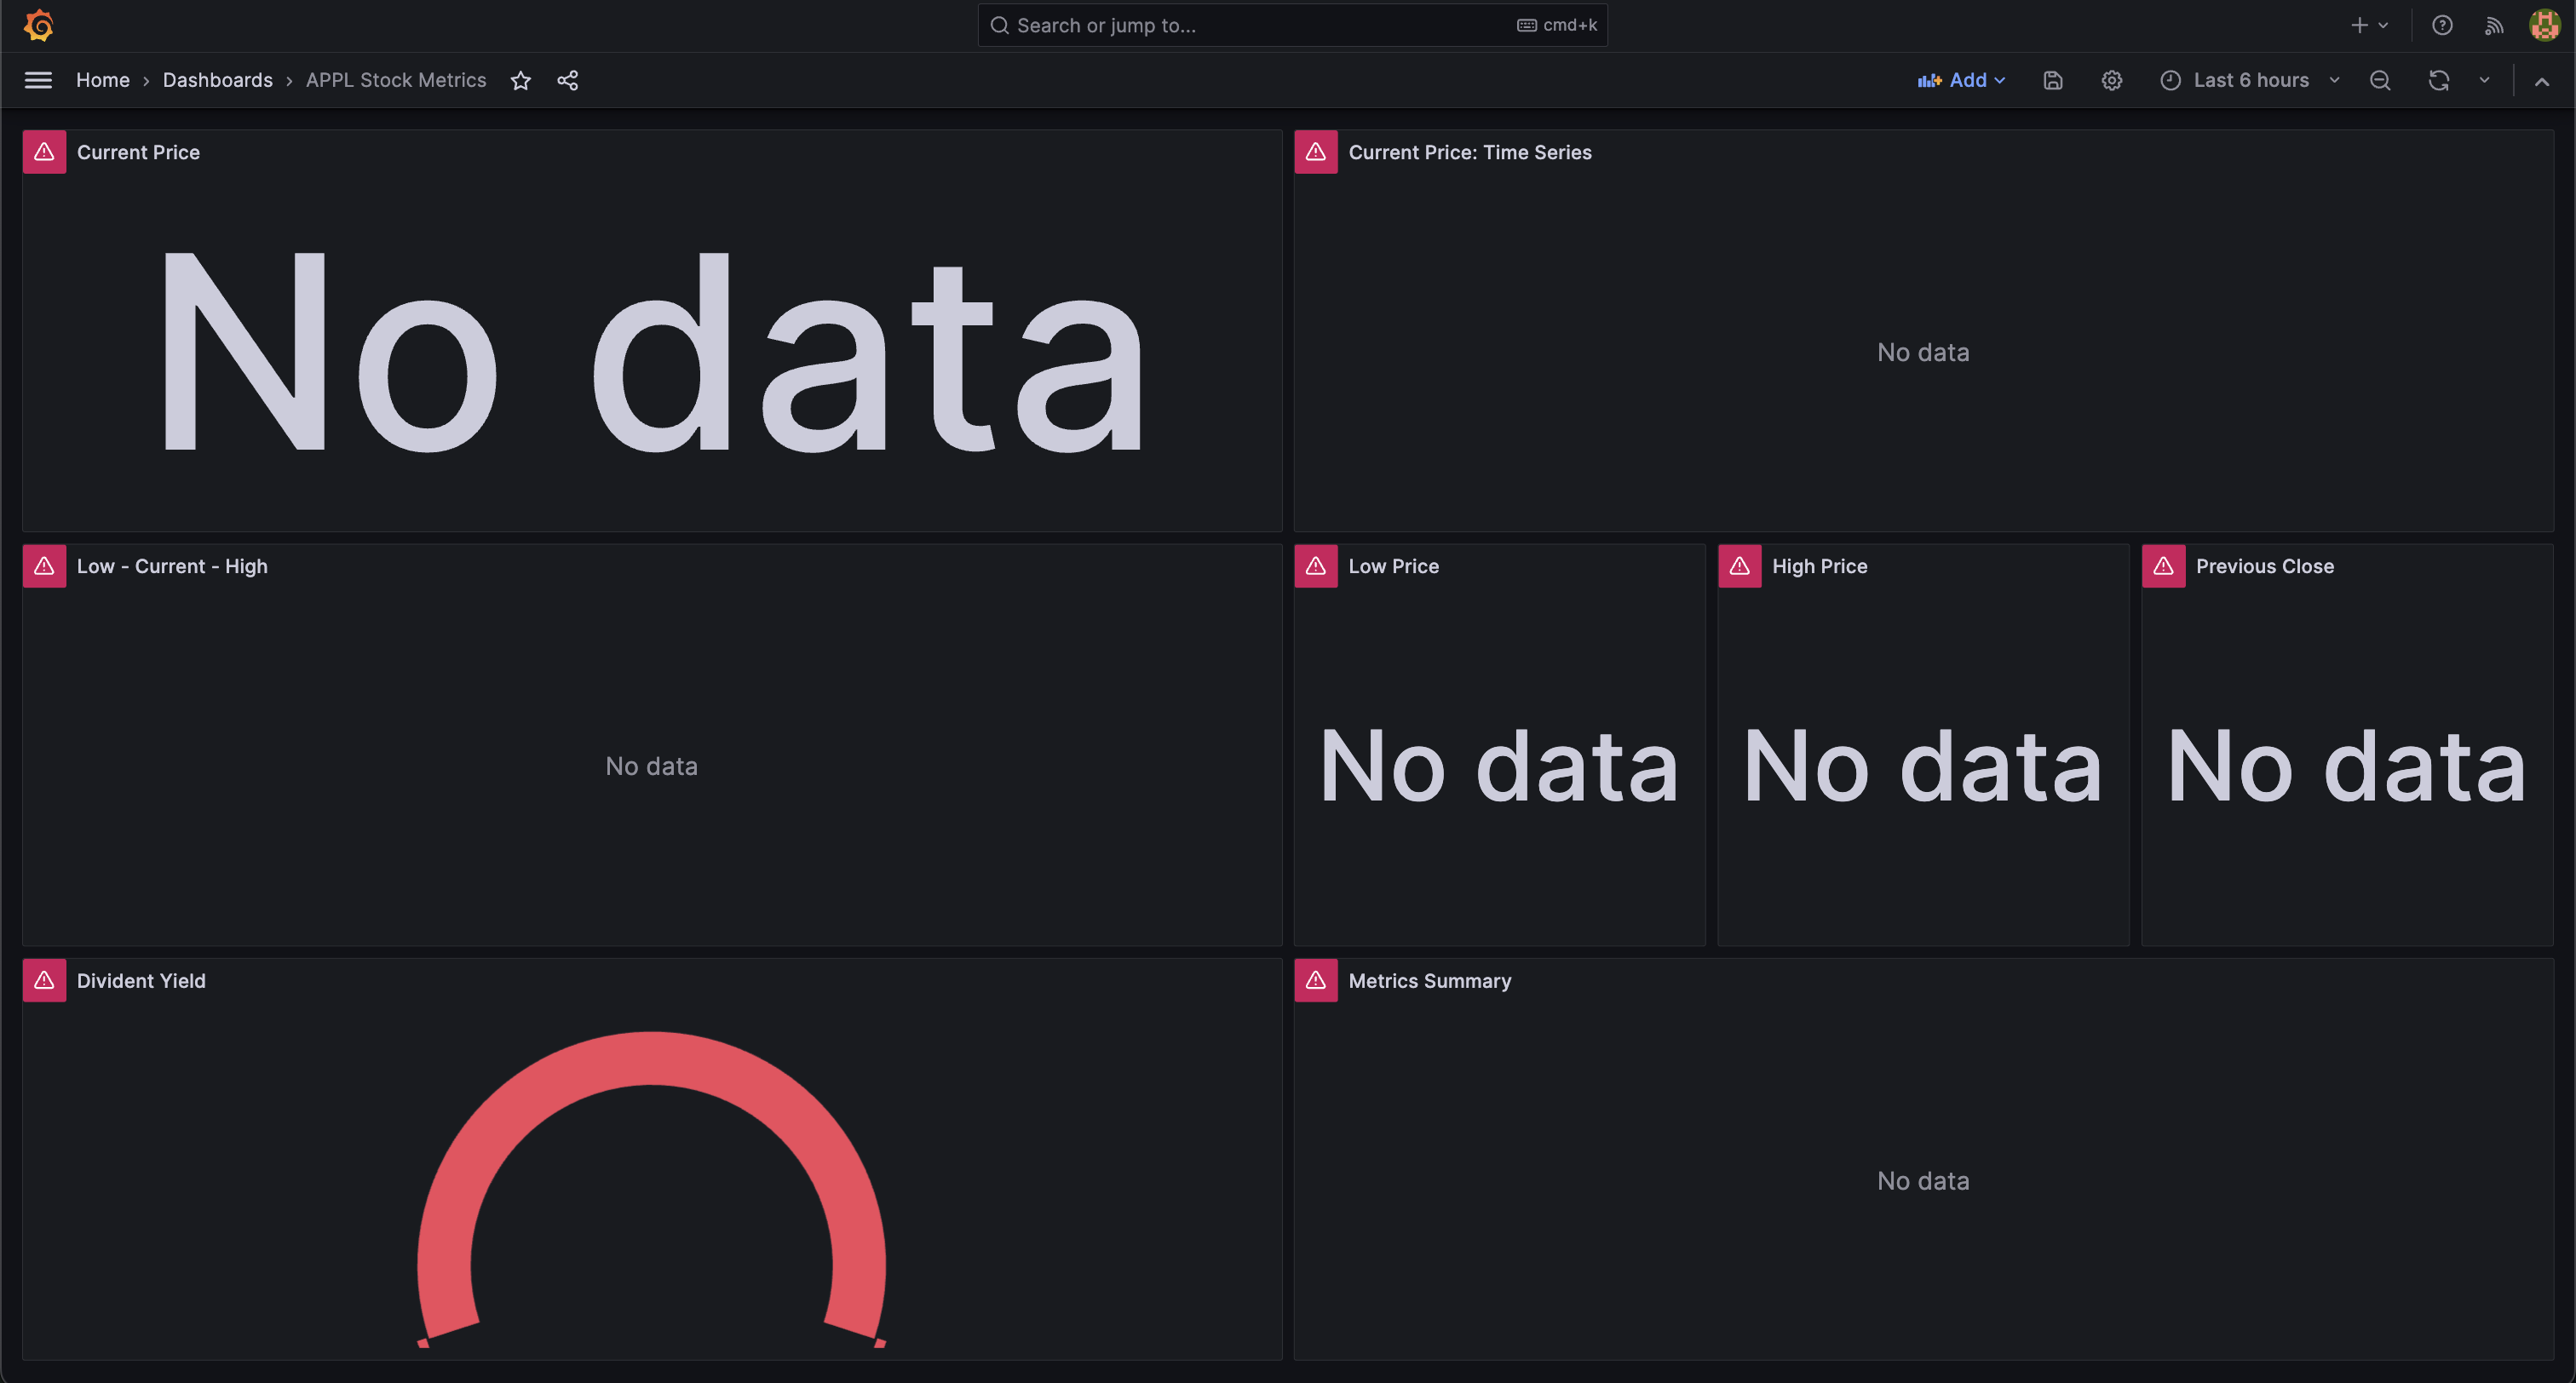 Search or jump to... cmd+k
Home › Dashboards › APPL Stock Metrics Add Last 6 hours
Current Price
No data
Current Price: Time Series
No data
Low - Current - High
No data
Low Price
No data
High Price
No data
Previous Close
No data
Divident Yield
Metrics Summary
No data